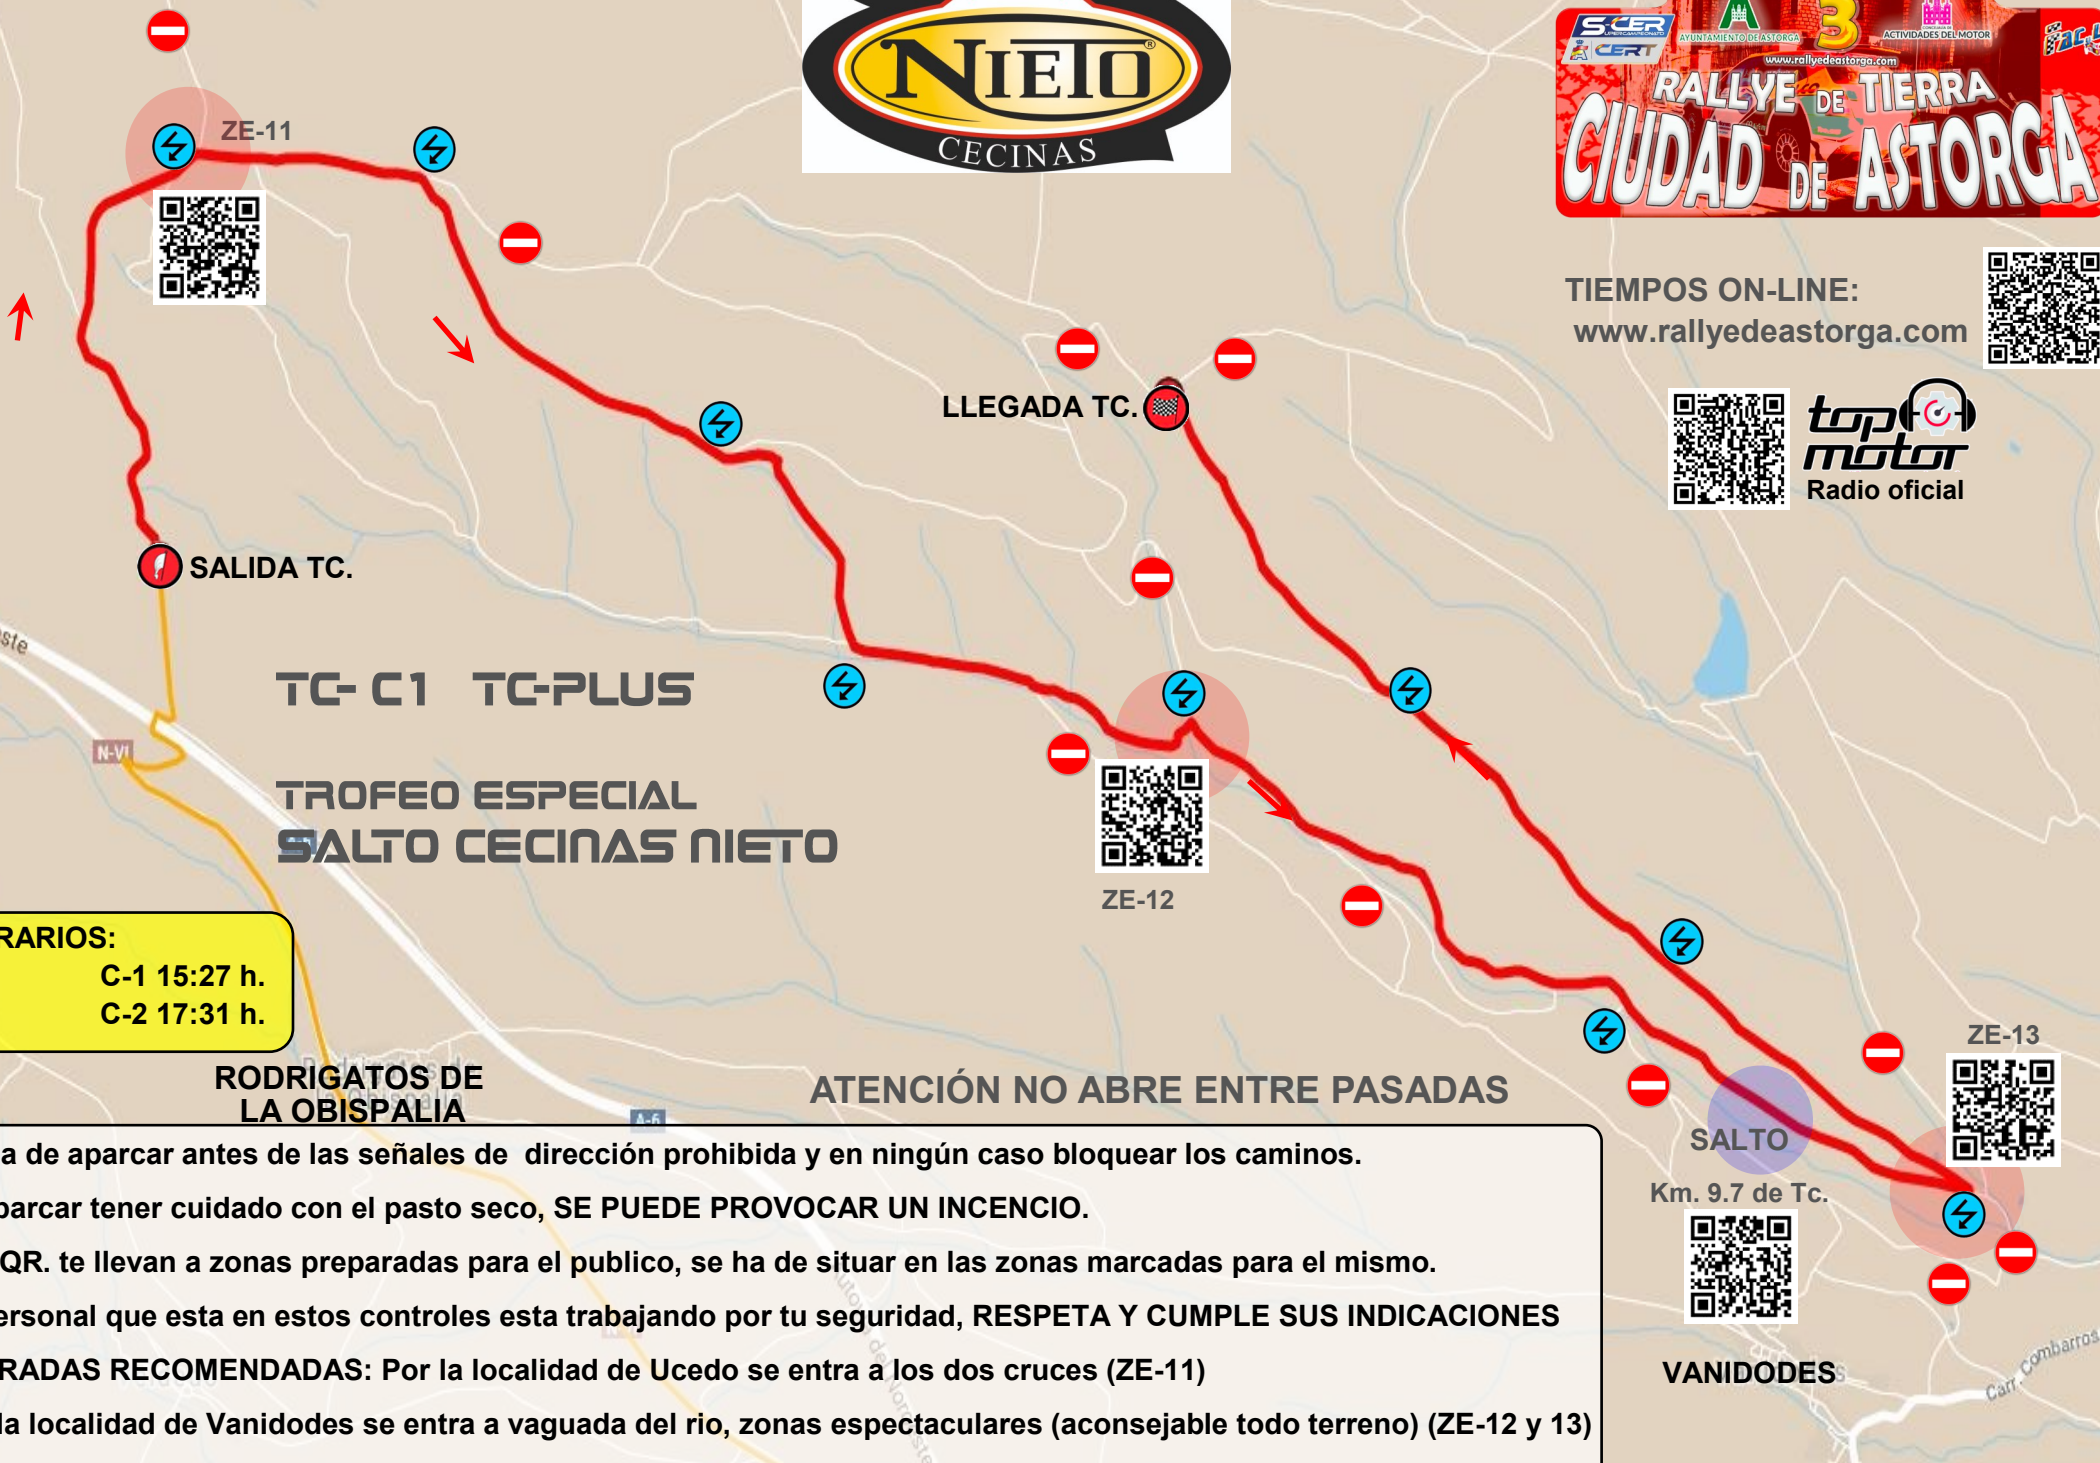 NIETO®
CECINAS
S-CER
SUPERCAMPEONATO
CERT
AYUNTAMIENTO DE ASTORGA
3
ACTIVIDADES DEL MOTOR
www.rallyedeastorga.com
RALLYE DE TIERRA
CIUDAD DE ASTORGA
ZE-11
TIEMPOS ON-LINE:
www.rallyedeastorga.com
LLEGADA TC.
top
motor
Radio oficial
SALIDA TC.
TC- C1 TC-PLUS
N-VI
TROFEO ESPECIAL
SALTO CECINAS NIETO
ZE-12
RARIOS:
C-1 15:27 h.
C-2 17:31 h.
ZE-13
RODRIGATOS DE
LA OBISPALIA
A-6
ATENCIÓN NO ABRE ENTRE PASADAS
SALTO
Km. 9.7 de Tc.
a de aparcar antes de las señales de dirección prohibida y en ningún caso bloquear los caminos.
parcar tener cuidado con el pasto seco, SE PUEDE PROVOCAR UN INCENCIO.
QR. te llevan a zonas preparadas para el publico, se ha de situar en las zonas marcadas para el mismo.
ersonal que esta en estos controles esta trabajando por tu seguridad, RESPETA Y CUMPLE SUS INDICACIONES
RADAS RECOMENDADAS: Por la localidad de Ucedo se entra a los dos cruces (ZE-11)
la localidad de Vanidodes se entra a vaguada del rio, zonas espectaculares (aconsejable todo terreno) (ZE-12 y 13)
VANIDODES
Carr. Combarros